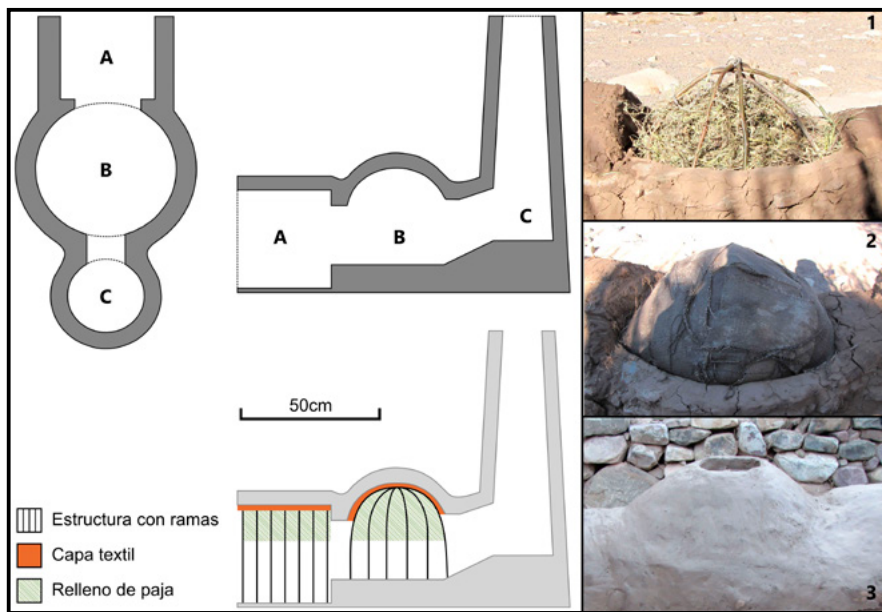 A
B
C
A
B
C
50cm
Estructura con ramas
Capa textil
Relleno de paja
1
2
3